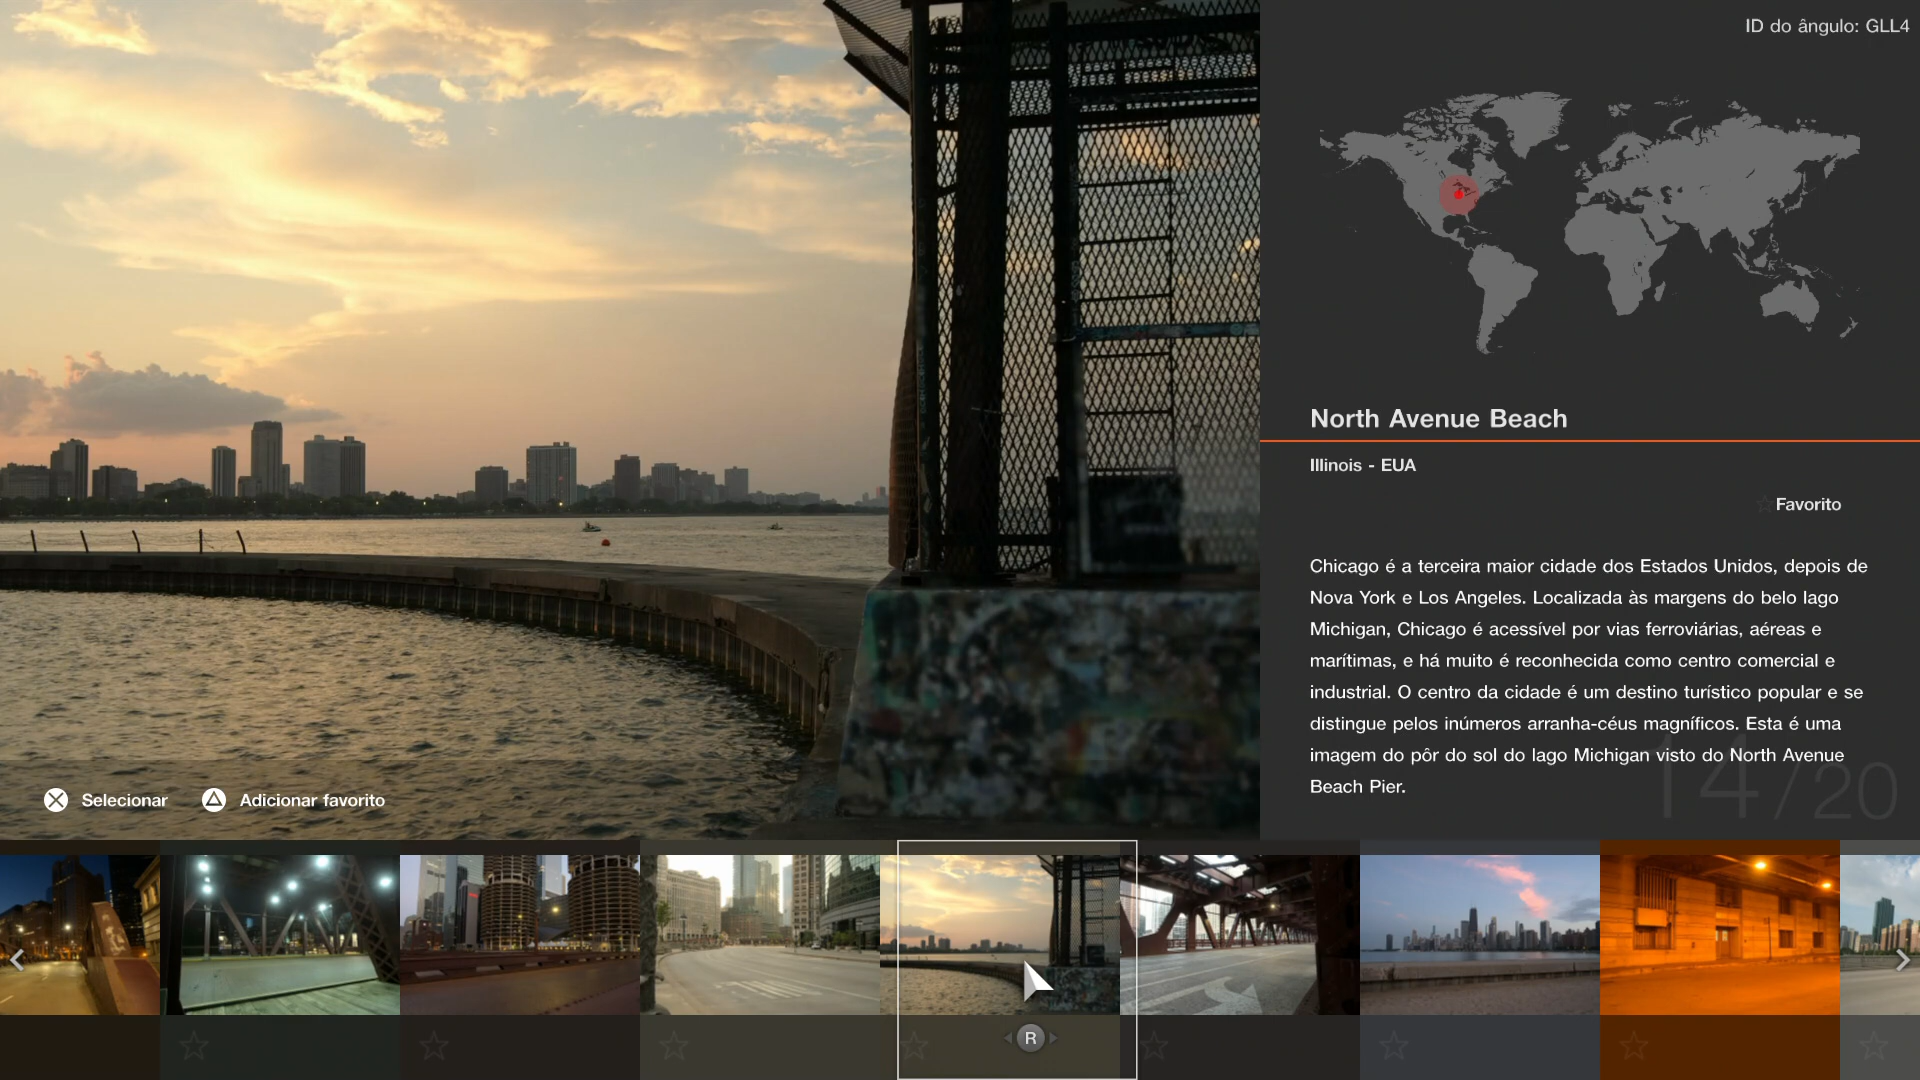 ID do ângulo: GLL4
North Avenue Beach
Illinois - EUA
☆Favorito
Chicago é a terceira maior cidade dos Estados Unidos, depois de
Nova York e Los Angeles. Localizada às margens do belo lago
Michigan, Chicago é acessível por vias ferroviárias, aéreas e
marítimas, e há muito é reconhecida como centro comercial e
industrial. O centro da cidade é um destino turístico popular e se
distingue pelos inúmeros arranha-céus magníficos. Esta é uma
imagem do pôr do sol do lago Michigan visto do North Avenue
Beach Pier.
14/20
Selecionar
Adicionar favorito
R